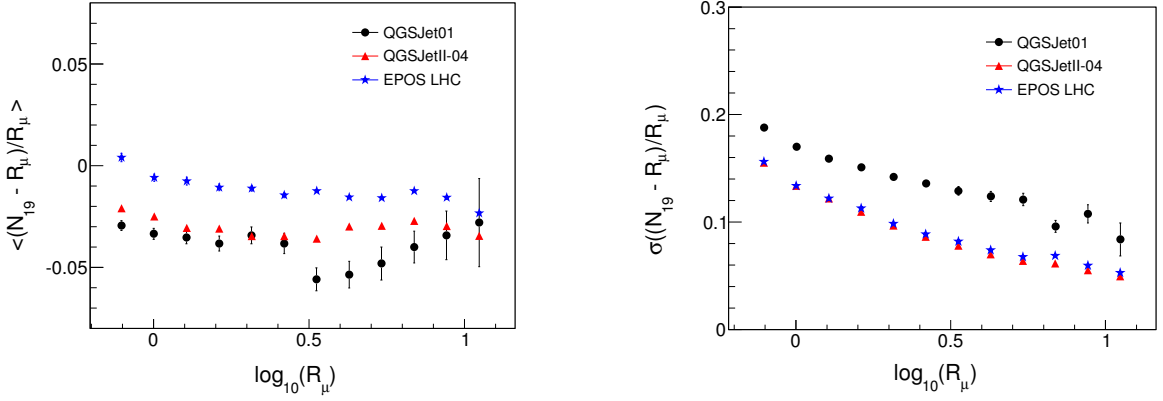 QGSJet01
QGSJetII-04
EPOS LHC
0.05
0
-0.05
<(N19 - Rμ)/Rμ >
0 0.5 1
log10(Rμ)
0.3
QGSJet01
QGSJetII-04
EPOS LHC
0.2
0.1
0
σ((N19 - Rμ)/Rμ)
0 0.5 1
log10(Rμ)